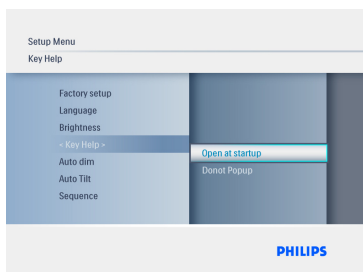 Setup Menu
Key Help
Factory setup
Language
Brightness
< Key Help >
Auto dim
Auto Tilt
Sequence
Open at startup
Donot Popup
PHILIPS